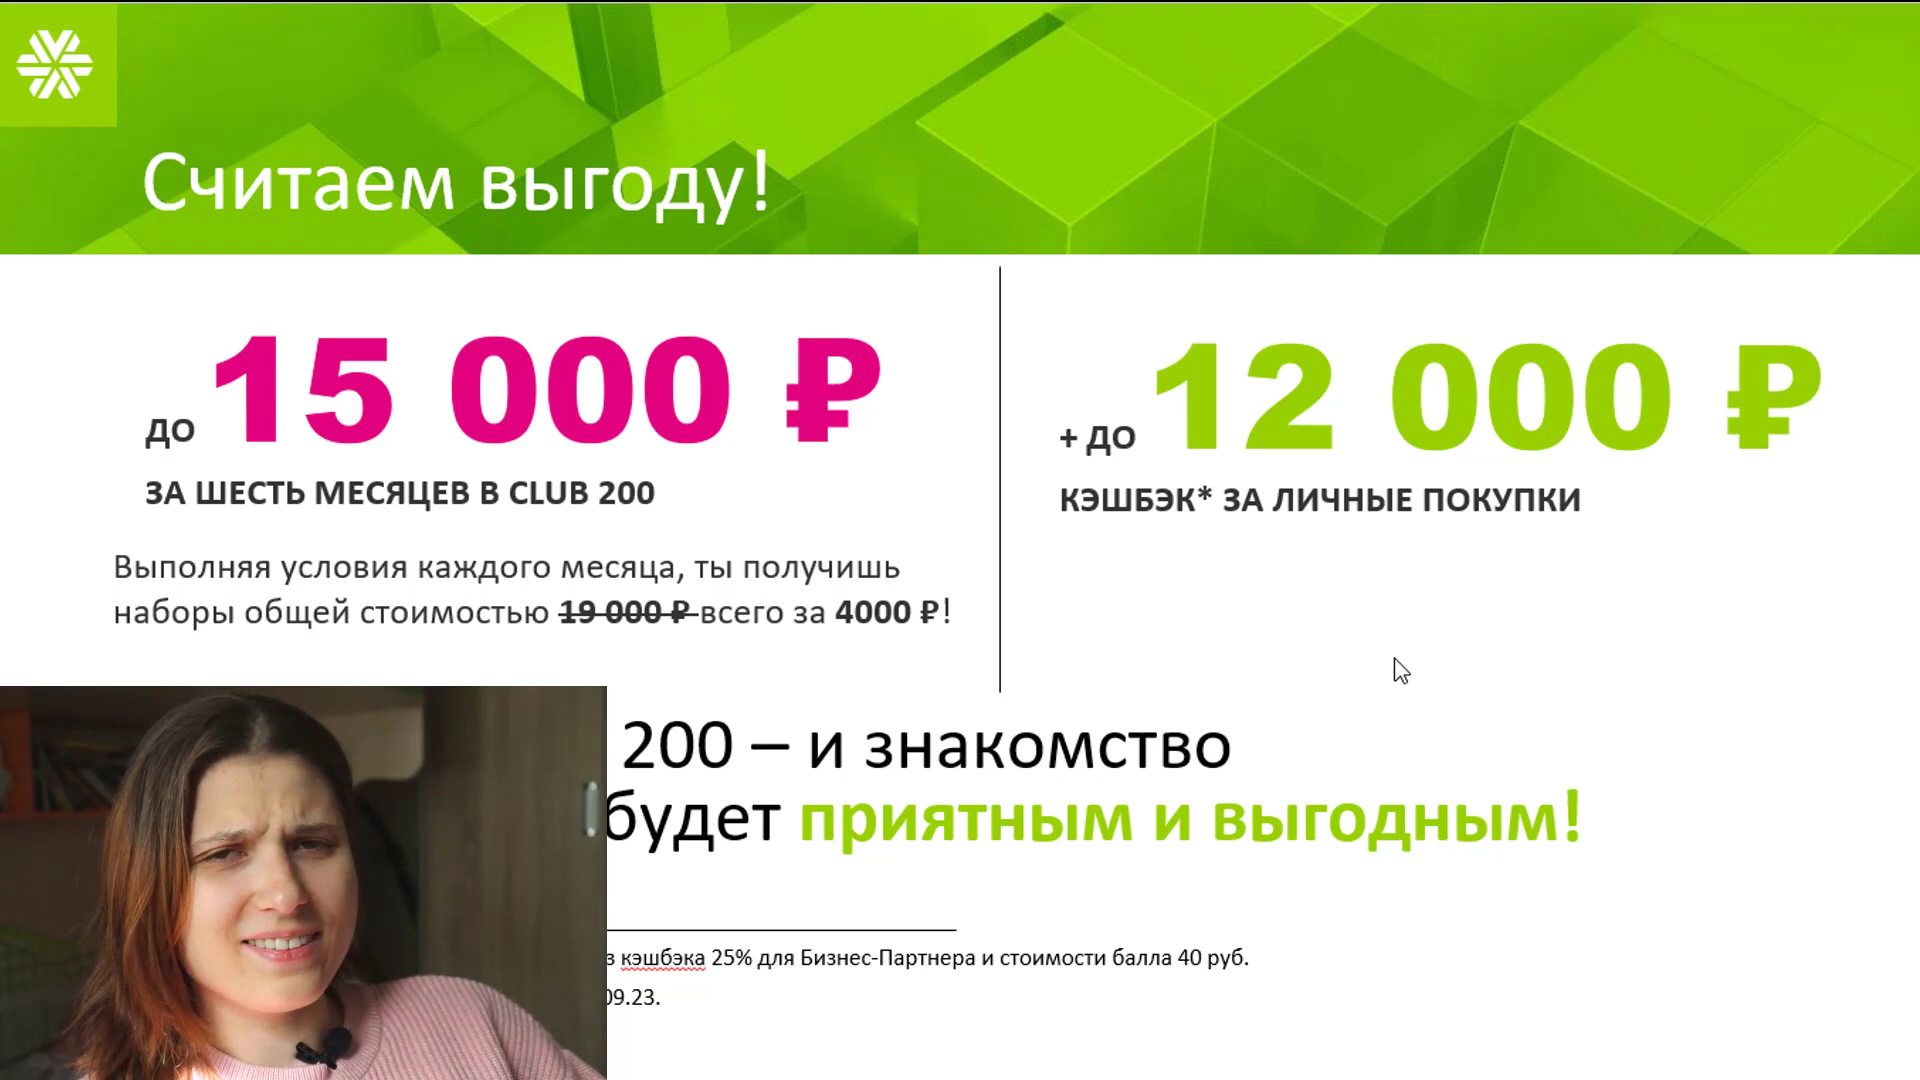 Считаем выгоду!
до 15 000 ₽
ЗА ШЕСТЬ МЕСЯЦЕВ В CLUB 200
Выполняя условия каждого месяца, ты получишь
наборы общей стоимостью 19 000 ₽ всего за 4000 ₽!
+ до 12 000 ₽
КЭШБЭК* ЗА ЛИЧНЫЕ ПОКУПКИ
200 – и знакомство
будет приятным и выгодным!
кэшбэка 25% для Бизнес-Партнера и стоимости балла 40 руб.
09.23.